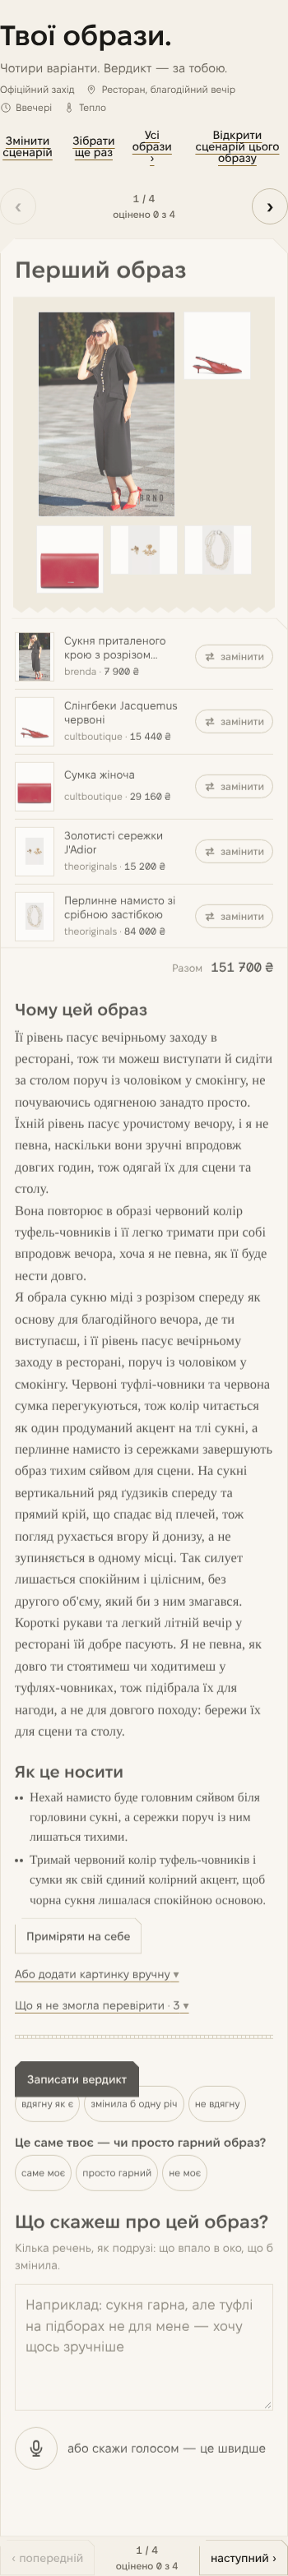 Твої образи.
Чотири варіанти. Вердикт — за тобою.
Офіційний захід Ресторан, благодійний вечір
Ввечері Тепло
Змінити сценарій
Зібрати ще раз
Усі образи ›
Відкрити сценарій цього образу
‹
1 / 4
оцінено 0 з 4
›
Перший образ
BRNO
Сукня приталеного
крою з розрізом...
brenda · 7 900 ₴
⇄ замінити
Слінгбеки Jacquemus
червоні
cultboutique · 15 440 ₴
⇄ замінити
Сумка жіноча
cultboutique · 29 160 ₴
⇄ замінити
Золотисті сережки
J'Adior
theoriginals · 15 200 ₴
⇄ замінити
Перлинне намисто зі
срібною застібкою
theoriginals · 84 000 ₴
⇄ замінити
Разом 151 700 ₴
Чому цей образ
Її рівень пасує вечірньому заходу в
ресторані, тож ти можеш виступати й сидіти
за столом поруч із чоловіком у смокінгу, не
почуваючись одягненою занадто просто.
Їхній рівень пасує урочистому вечору, і я не
певна, наскільки вони зручні впродовж
довгих годин, тож одягай їх для сцени та
столу.
Вона повторює в образі червоний колір
туфель-човників і її легко тримати при собі
впродовж вечора, хоча я не певна, як її буде
нести довго.
Я обрала сукню міді з розрізом спереду як
основу для благодійного вечора, де ти
виступаєш, і її рівень пасує вечірньому
заходу в ресторані, поруч із чоловіком у
смокінгу. Червоні туфлі-човники та червона
сумка перегукуються, тож колір читається
як один продуманий акцент на тлі сукні, а
перлинне намисто із сережками завершують
образ тихим сяйвом для сцени. На сукні
вертикальний ряд ґудзиків спереду та
прямий крій, що спадає від плечей, тож
погляд рухається вгору й донизу, а не
зупиняється в одному місці. Так силует
лишається спокійним і цілісним, без
другого об'єму, який би з ним змагався.
Короткі рукави та легкий літній вечір у
ресторані їй добре пасують. Я не певна, як
довго ти стоятимеш чи ходитимеш у
туфлях-човниках, тож підібрала їх для
нагоди, а не для довгого походу: бережи їх
для сцени та столу.
Як це носити
Нехай намисто буде головним сяйвом біля
горловини сукні, а сережки поруч із ним
лишаться тихими.
Тримай червоний колір туфель-човників і
сумки як свій єдиний колірний акцент, щоб
чорна сукня лишалася спокійною основою.
Приміряти на себе
Або додати картинку вручну ▾
Що я не змогла перевірити · 3 ▾
Записати вердикт
вдягну як є
змінила б одну річ
не вдягну
Це саме твоє — чи просто гарний образ?
саме моє
просто гарний
не моє
Що скажеш про цей образ?
Кілька речень, як подрузі: що впало в око, що б
змінила.
Наприклад: сукня гарна, але туфлі
на підборах не для мене — хочу
щось зручніше
або скажи голосом — це швидше
‹ попередній
1 / 4
оцінено 0 з 4
наступний ›